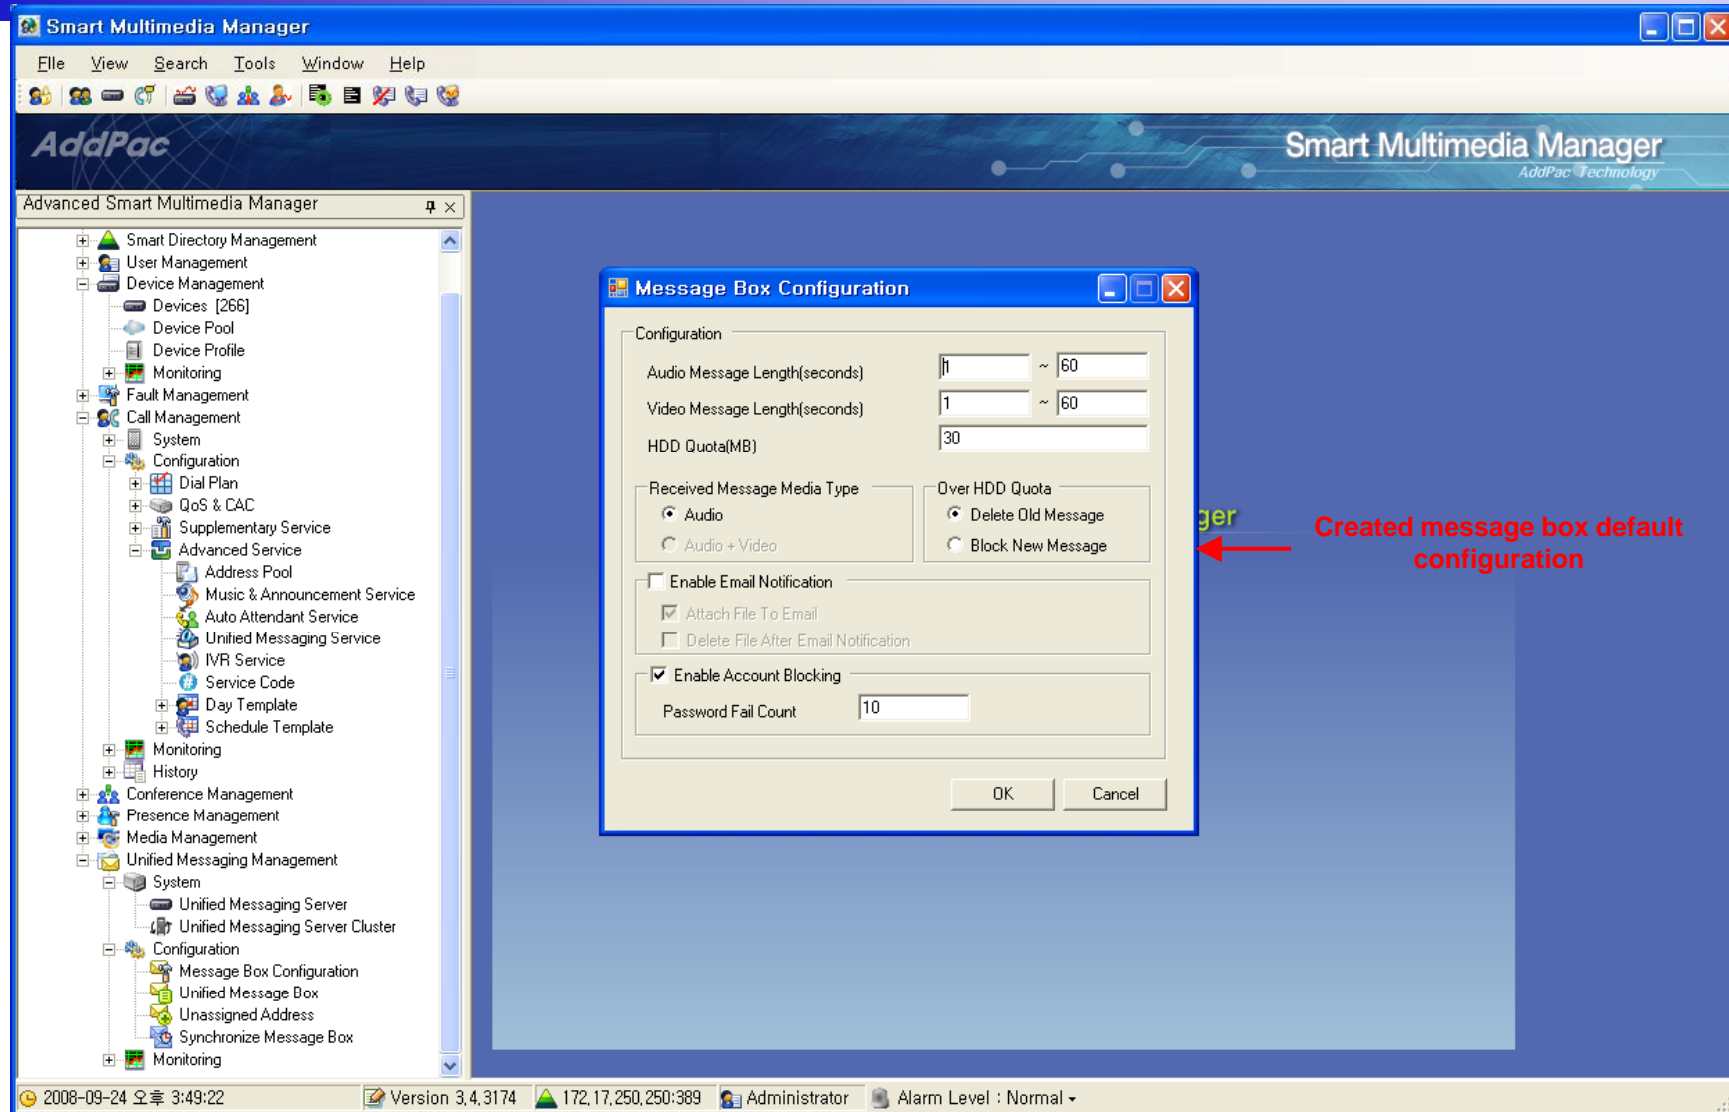 Smart Multimedia Manager
FIle View Search Tools Window Help
AddPac
Smart Multimedia Manager
AddPac Technology
Advanced Smart Multimedia Manager
Smart Directory Management
User Management
Device Management
Devices [266]
Device Pool
Device Profile
Monitoring
Fault Management
Call Management
System
Configuration
Dial Plan
QoS & CAC
Supplementary Service
Advanced Service
Address Pool
Music & Announcement Service
Auto Attendant Service
Unified Messaging Service
IVR Service
Service Code
Day Template
Schedule Template
Monitoring
History
Conference Management
Presence Management
Media Management
Unified Messaging Management
System
Unified Messaging Server
Unified Messaging Server Cluster
Configuration
Message Box Configuration
Unified Message Box
Unassigned Address
Synchronize Message Box
Monitoring
Message Box Configuration
Configuration
Audio Message Length(seconds) 1 ~ 60
Video Message Length(seconds) 1 ~ 60
HDD Quota(MB) 30
Received Message Media Type
Audio
Audio + Video
Over HDD Quota
Delete Old Message
Block New Message
Enable Email Notification
Attach File To Email
Delete File After Email Notification
Enable Account Blocking
Password Fail Count 10
OK Cancel
ger
Created message box default
configuration
2008-09-24 오후 3:49:22 Version 3,4,3174 172,17,250,250:389 Administrator Alarm Level : Normal